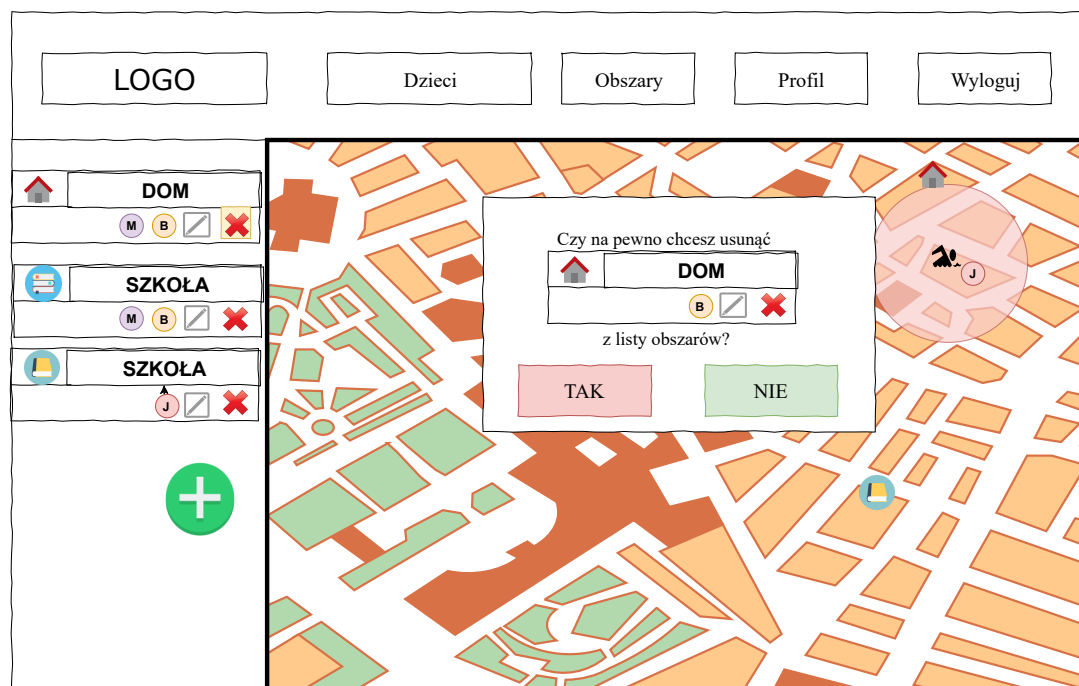 LOGO
Dzieci
Obszary
Profil
Wyloguj
DOM
M B
SZKOŁA
M B
SZKOŁA
J
Czy na pewno chcesz usunąć
DOM
B
z listy obszarów?
TAK
NIE
J